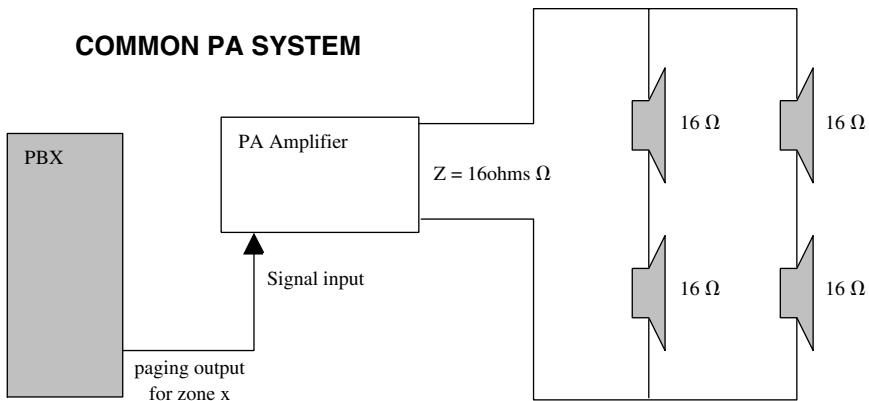 COMMON PA SYSTEM
PBX
PA Amplifier
Z = 16ohms Ω
16 Ω
16 Ω
Signal input
16 Ω
16 Ω
paging output
for zone x